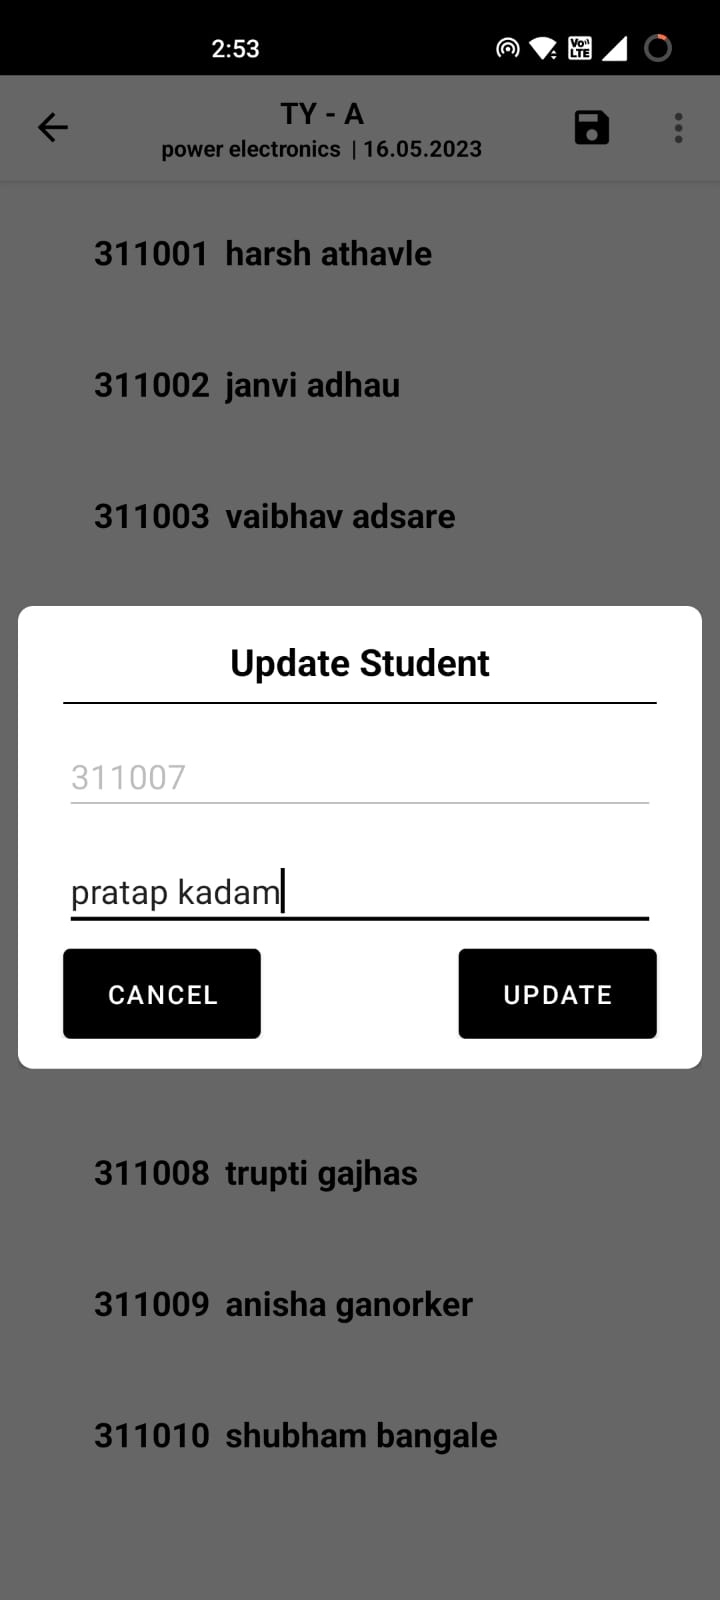 2:53
Vo)) LTE
TY - A
power electronics | 16.05.2023
311001 harsh athavle
311002 janvi adhau
311003 vaibhav adsare
Update Student
311007
pratap kadam
CANCEL UPDATE
311008 trupti gajhas
311009 anisha ganorker
311010 shubham bangale